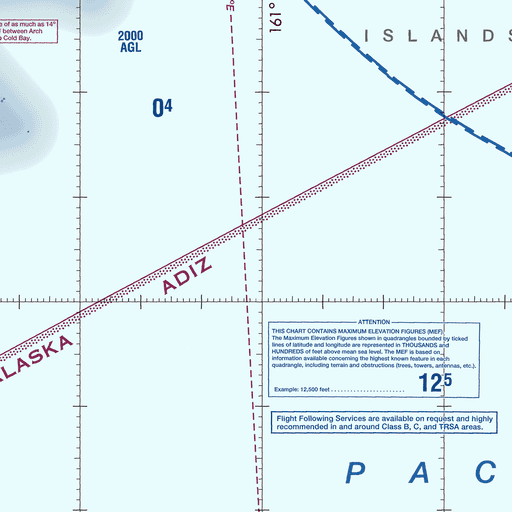 e of as much as 14°
between Arch
Cold Bay.
2000
AGL
04
161°
ISLANDS
ADIZ
ALASKA
ATTENTION
THIS CHART CONTAINS MAXIMUM ELEVATION FIGURES (MEF)
The Maximum Elevation Figures shown in quadrangles bounded by ticked
lines of latitude and longitude are represented in THOUSANDS and
HUNDREDS of feet above mean sea level. The MEF is based on
information available concerning the highest known feature in each
quadrangle, including terrain and obstructions (trees, towers, antennas, etc.).
Example: 12,500 feet ........................ 125
Flight Following Services are available on request and highly
recommended in and around Class B, C, and TRSA areas.
PAC